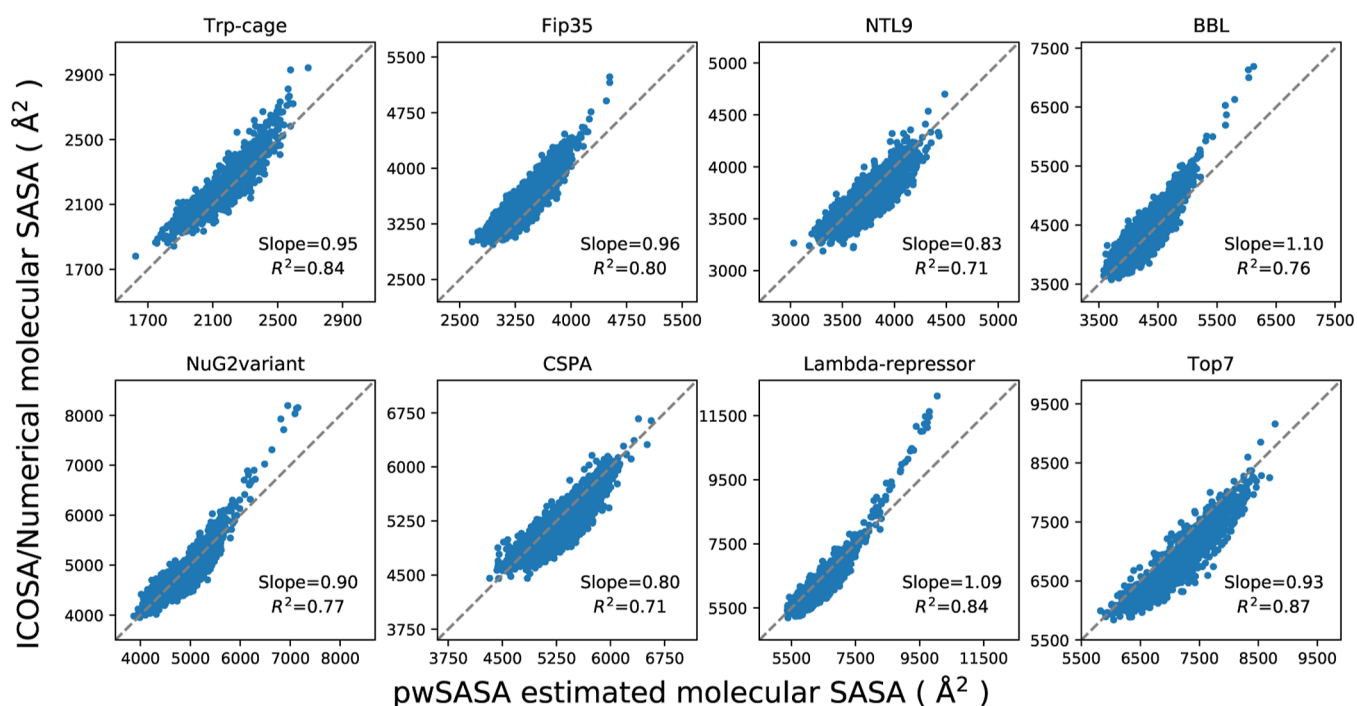 Trp-cage
Fip35
NTL9
BBL
ICOSA/Numerical molecular SASA ( Å²  )
2900
2500
2100
1700
Slope=0.95
R²=0.84
1700 2100 2500 2900
5500
4750
4000
3250
2500
Slope=0.96
R²=0.80
2500 3250 4000 4750 5500
5000
4500
4000
3500
3000
Slope=0.83
R²=0.71
3000 3500 4000 4500 5000
7500
6500
5500
4500
3500
Slope=1.10
R²=0.76
3500 4500 5500 6500 7500
NuG2variant
CSPA
Lambda-repressor
Top7
8000
7000
6000
5000
4000
Slope=0.90
R²=0.77
4000 5000 6000 7000 8000
6750
6000
5250
4500
3750
Slope=0.80
R²=0.71
3750 4500 5250 6000 6750
11500
9500
7500
5500
Slope=1.09
R²=0.84
5500 7500 9500 11500
9500
8500
7500
6500
5500
Slope=0.93
R²=0.87
5500 6500 7500 8500 9500
pwSASA estimated molecular SASA ( Å² )